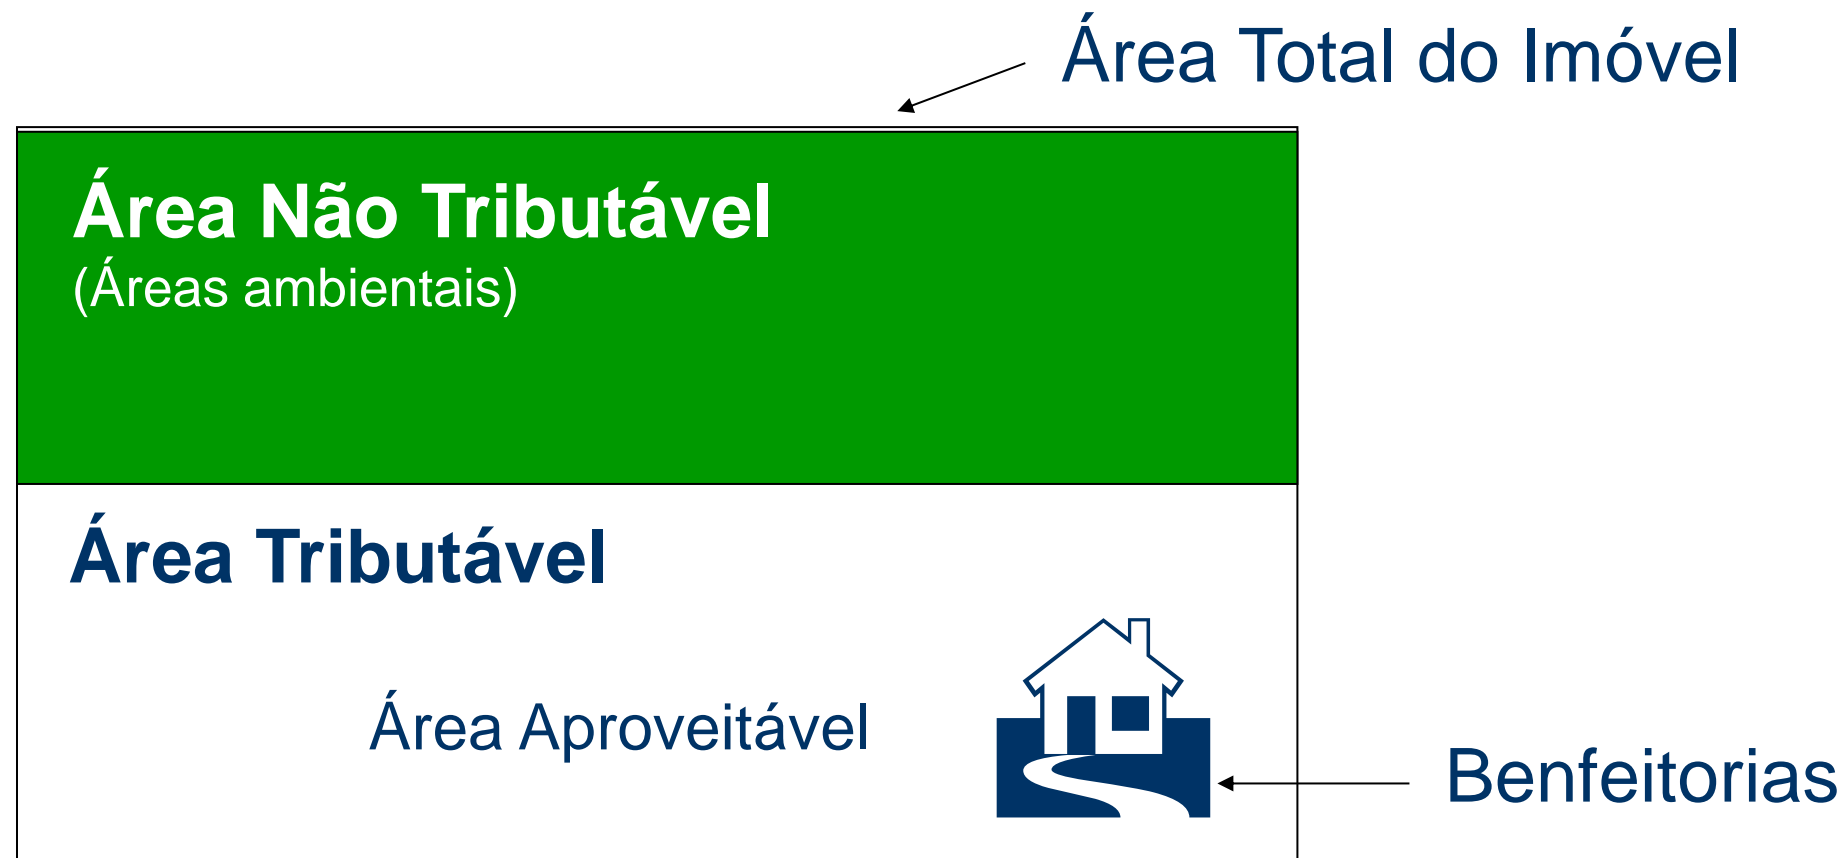 Área Total do Imóvel
Área Não Tributável
(Áreas ambientais)
Área Tributável
Área Aproveitável
Benfeitorias